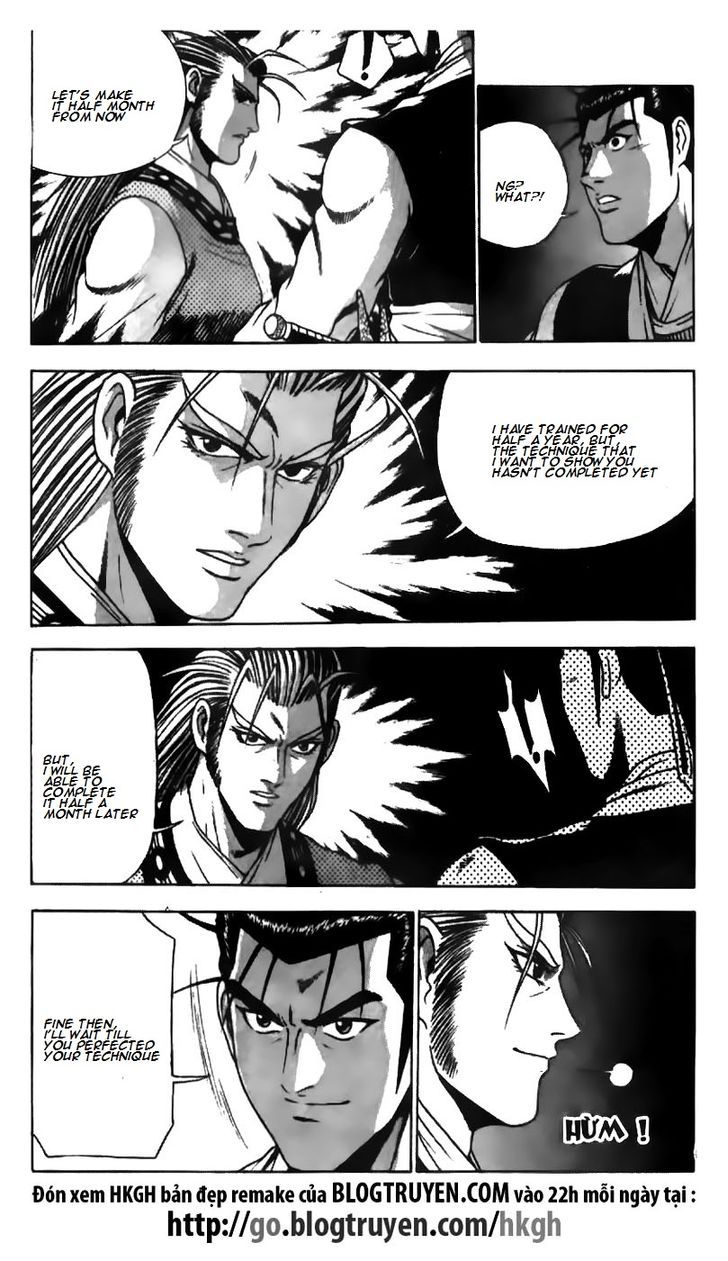 LET'S MAKE
IT HALF MONTH
FROM NOW
!
NG?
WHAT?!
I HAVE TRAINED FOR
HALF A YEAR, BUT,
THE TECHNIQUE THAT
I WANT TO SHOW YOU
HASN'T COMPLETED YET
BUT,
I WILL BE
ABLE TO
COMPLETE
IT HALF A
MONTH LATER
FINE THEN,
I'LL WAIT TILL
YOU PERFECTED
YOUR TECHNIQUE
HỪM !
Đón xem HKGH bản đẹp remake của BLOGTRUYEN.COM vào 22h mỗi ngày tại :
http://go.blogtruyen.com/hkgh